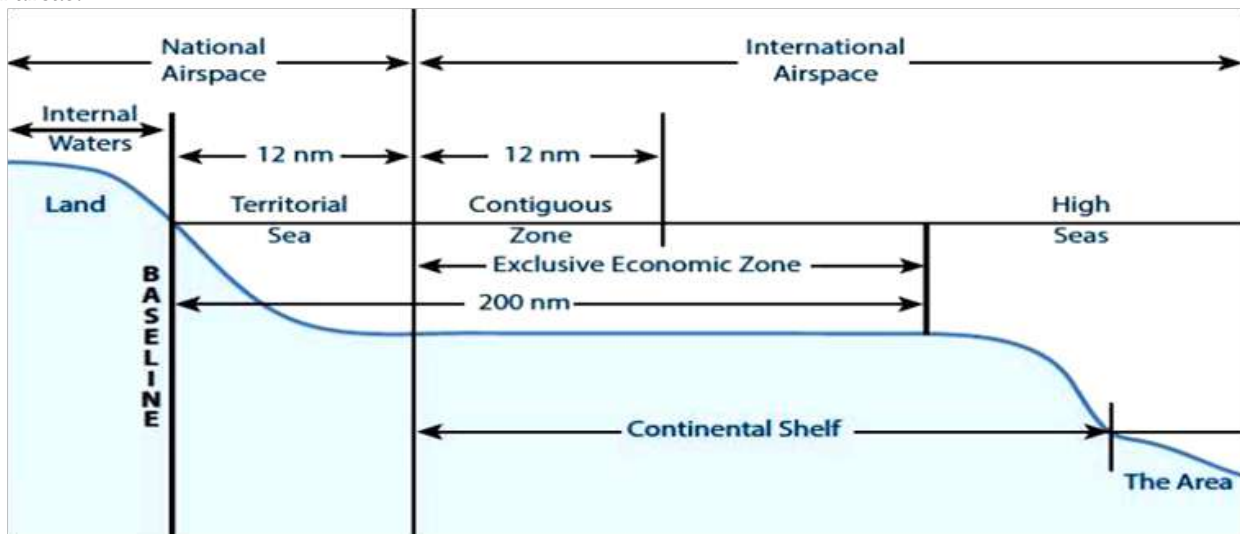 National
Airspace
International
Airspace
Internal
Waters
12 nm
12 nm
Land
Territorial
Sea
Contiguous
Zone
High
Seas
Exclusive Economic Zone
200 nm
BASELINE
Continental Shelf
The Area